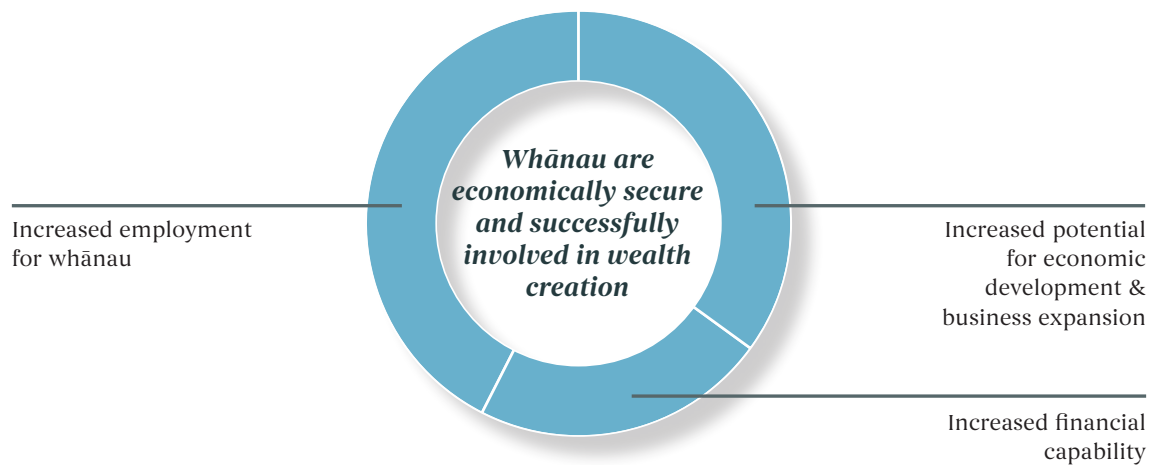 Whānau are
economically secure
and successfully
involved in wealth
creation
Increased employment
for whānau
Increased potential
for economic
development &
business expansion
Increased financial
capability